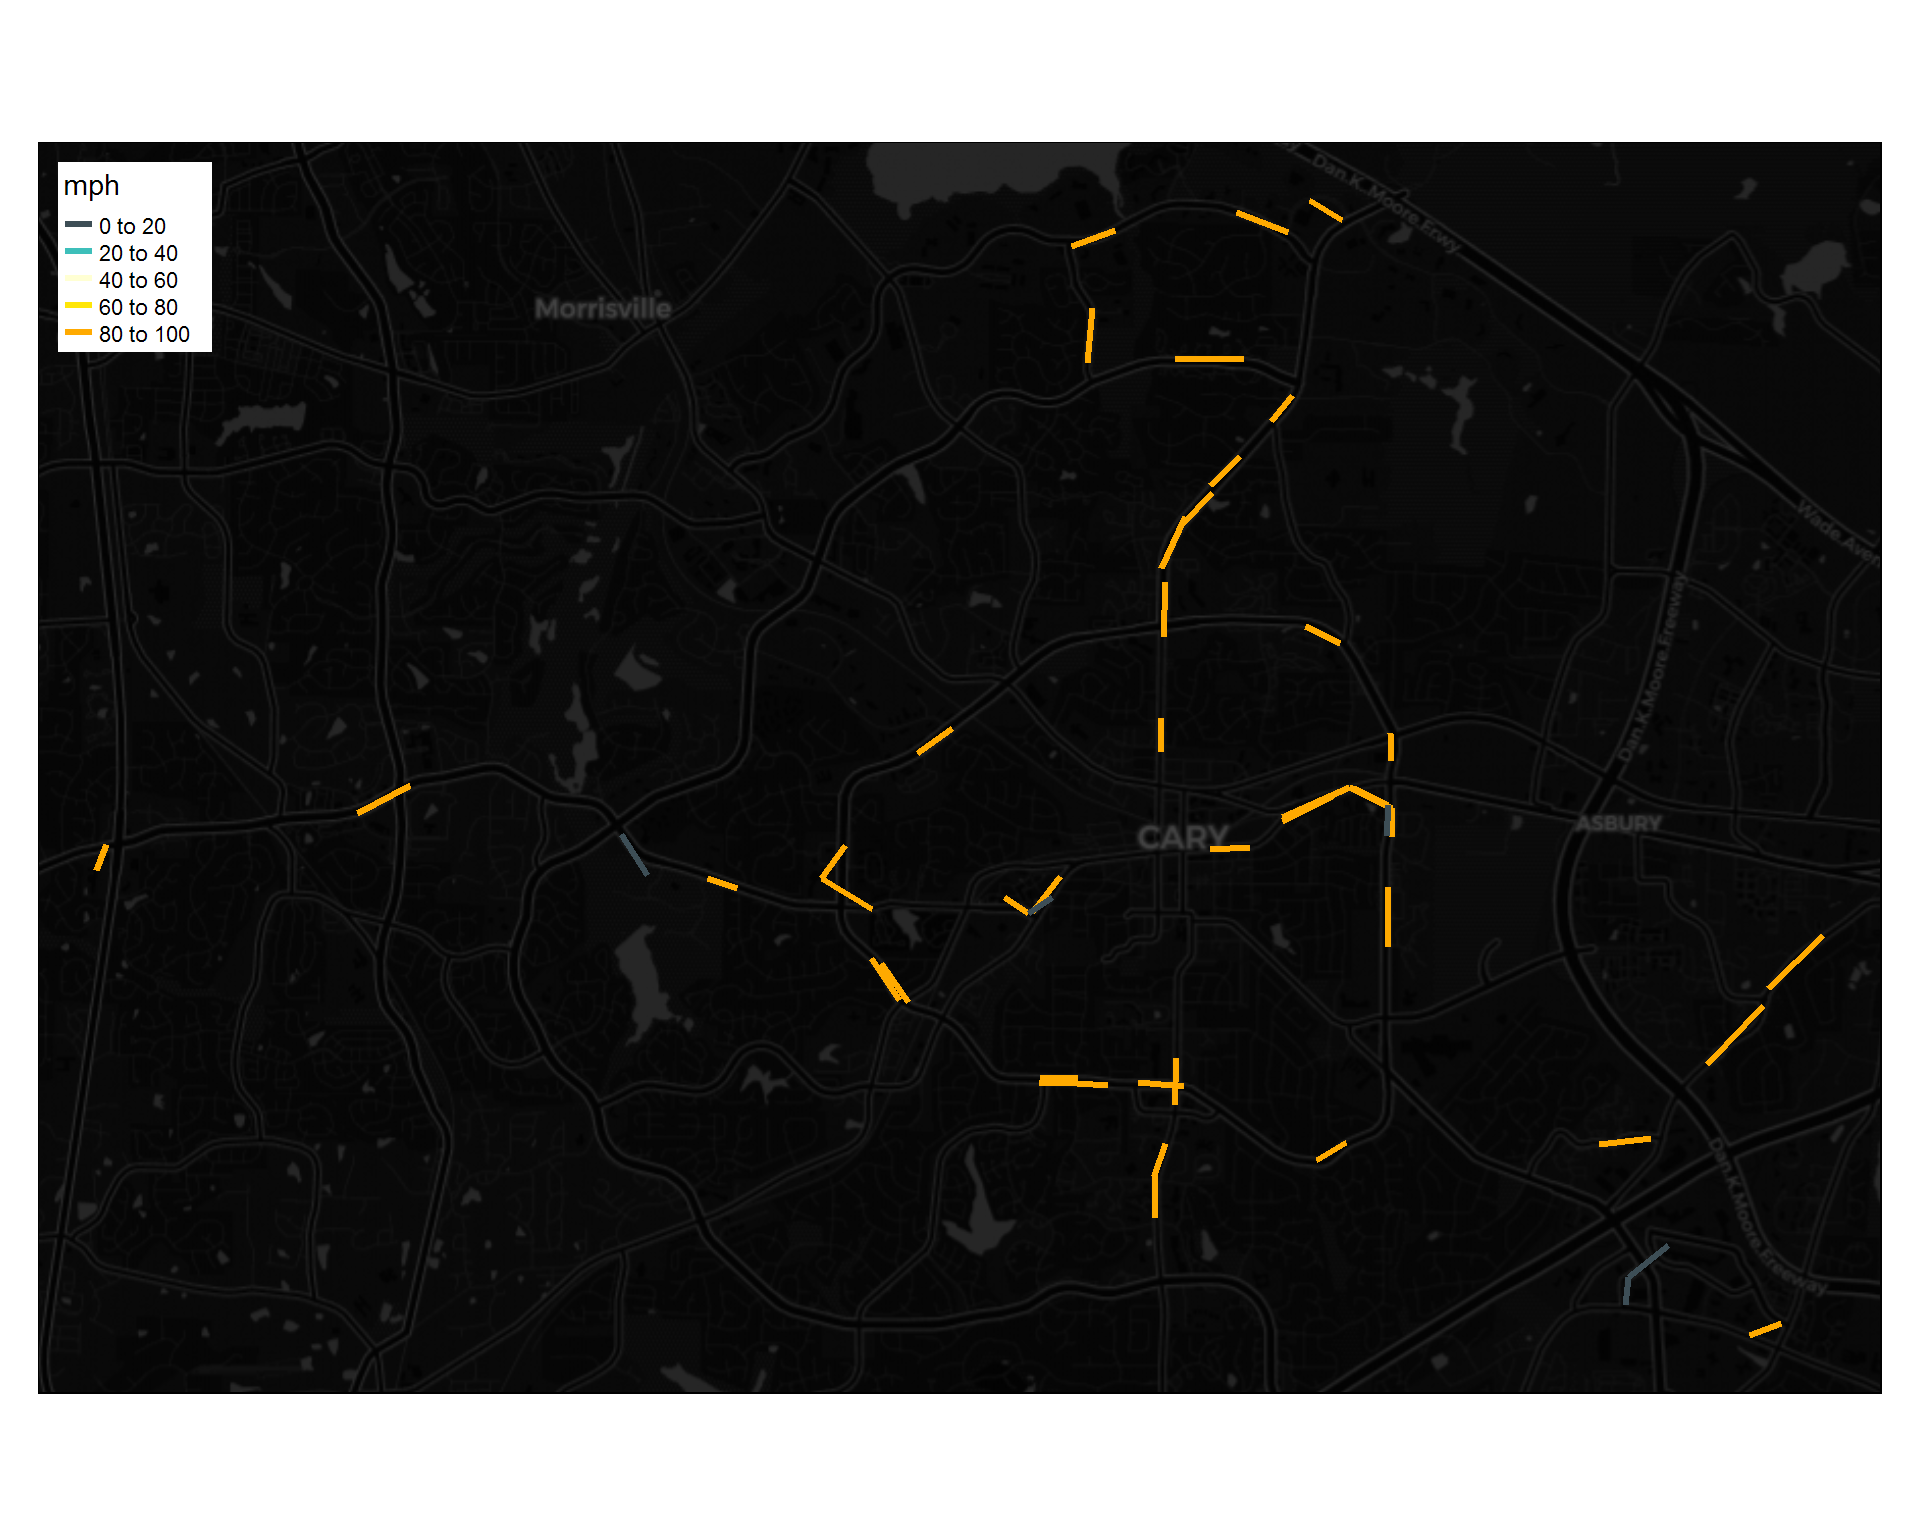 mph
0 to 20
20 to 40
40 to 60
60 to 80
80 to 100
Dan.K.Moore.Frwy
Morrisville
Wade.Aven
Dan.K.Moore.Freeway
CARY
ASBURY
Dan.K.Moore.Freeway